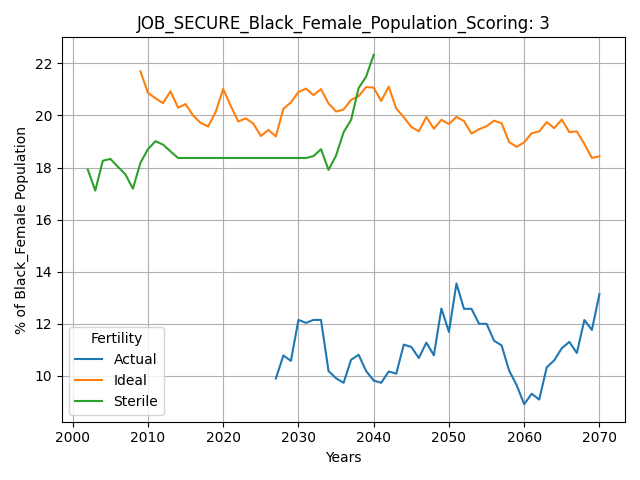 JOB_SECURE_Black_Female_Population_Scoring: 3
% of Black_Female Population
22
20
18
16
14
12
10
Fertility
Actual
Ideal
Sterile
2000 2010 2020 2030 2040 2050 2060 2070
Years